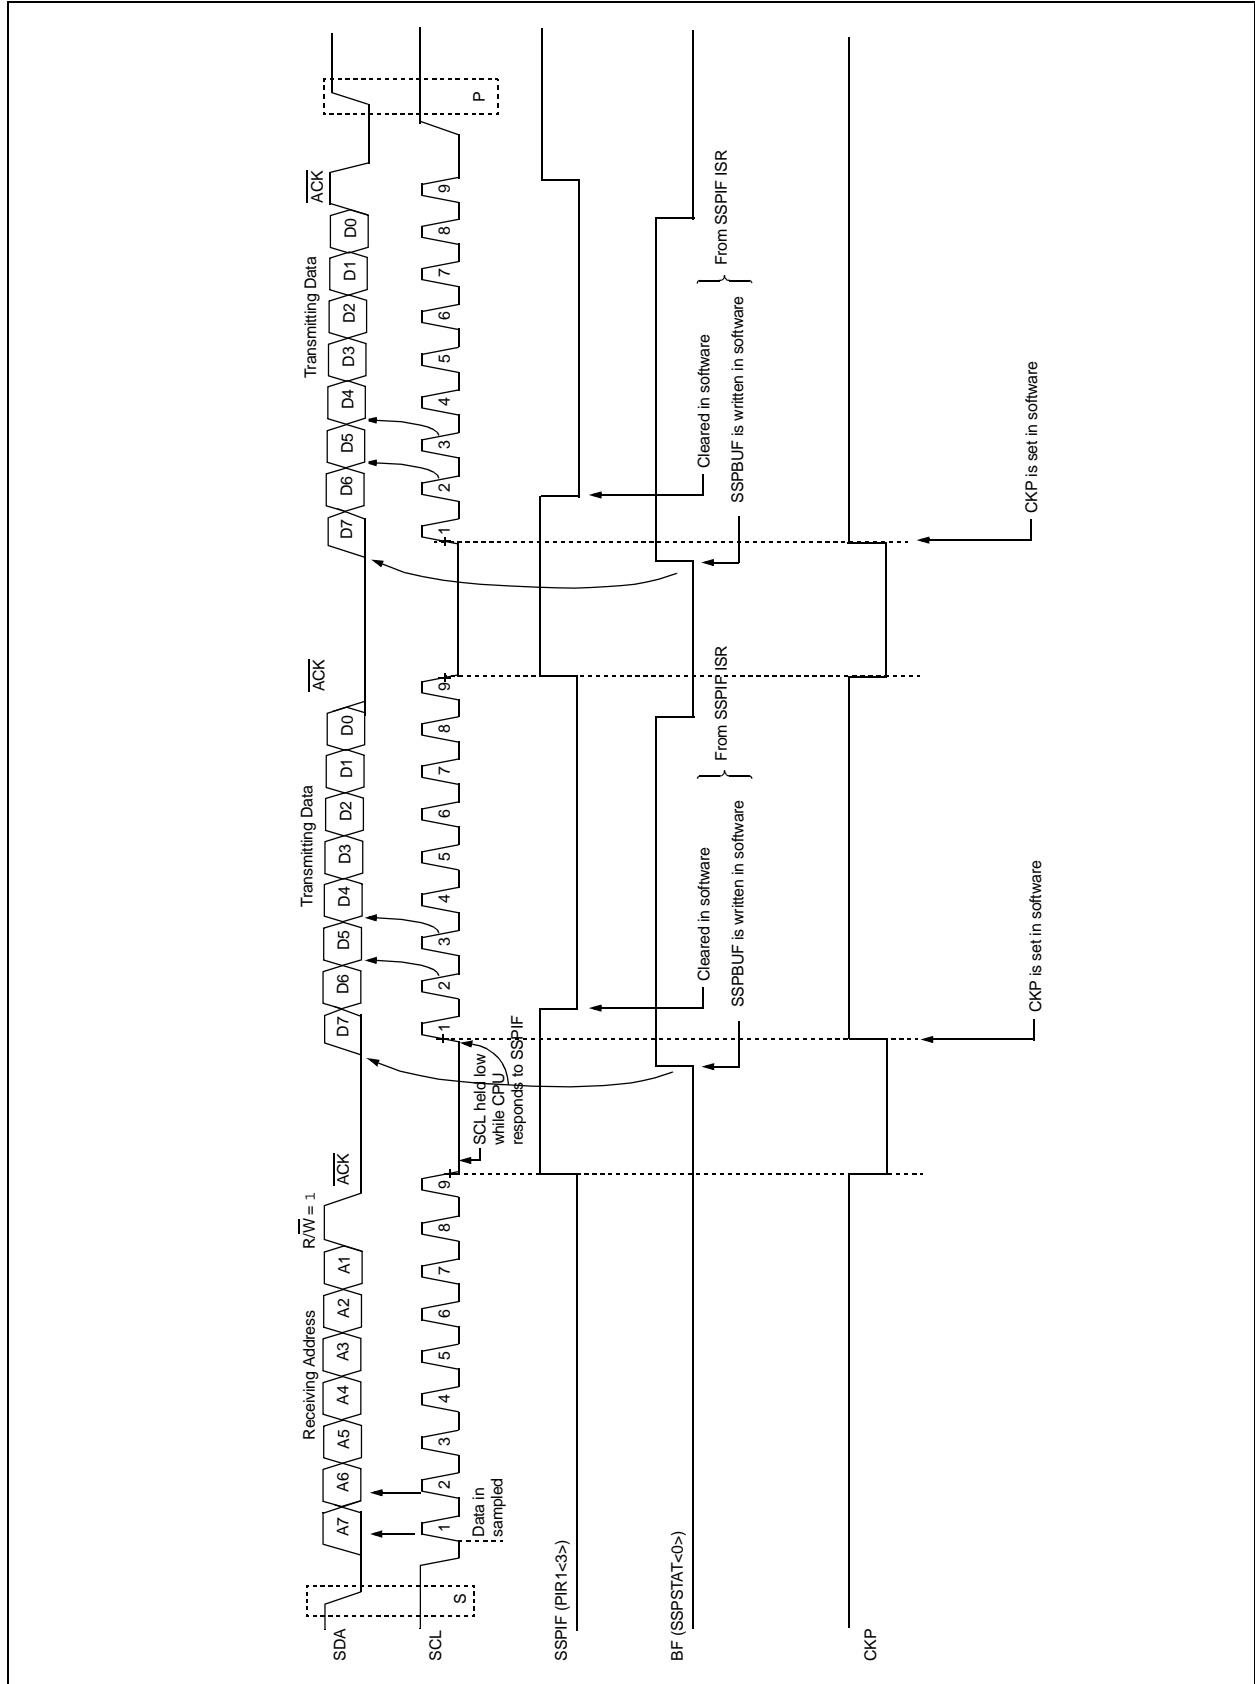 Receiving Address
R/W = 1
ACK
Transmitting Data
ACK
Transmitting Data
ACK
SDA
A7 A6 A5 A4 A3 A2 A1
D7 D6 D5 D4 D3 D2 D1 D0
D7 D6 D5 D4 D3 D2 D1 D0
SCL
S
1 2 3 4 5 6 7 8 9
1 2 3 4 5 6 7 8 9
1 2 3 4 5 6 7 8 9
P
Data in
sampled
SCL held low
while CPU
responds to SSPIF
SSPIF (PIR1<3>)
Cleared in software
Cleared in software
BF (SSPSTAT<0>)
From SSPIF ISR
From SSPIF ISR
SSPBUF is written in software
SSPBUF is written in software
CKP
CKP is set in software
CKP is set in software